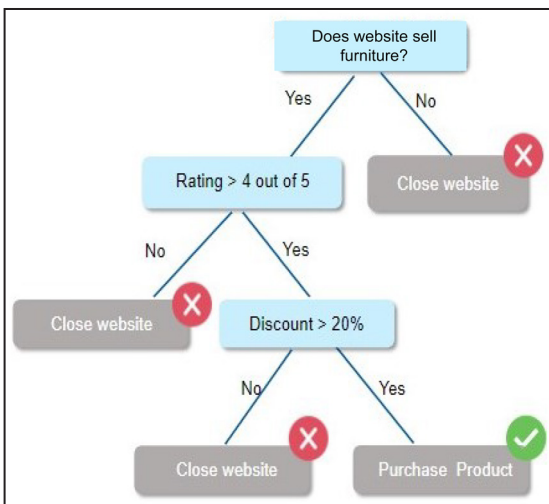 Does website sell
furniture?
Yes
No
Rating > 4 out of 5
Close website
No
Yes
Close website
Discount > 20%
No
Yes
Close website
Purchase Product